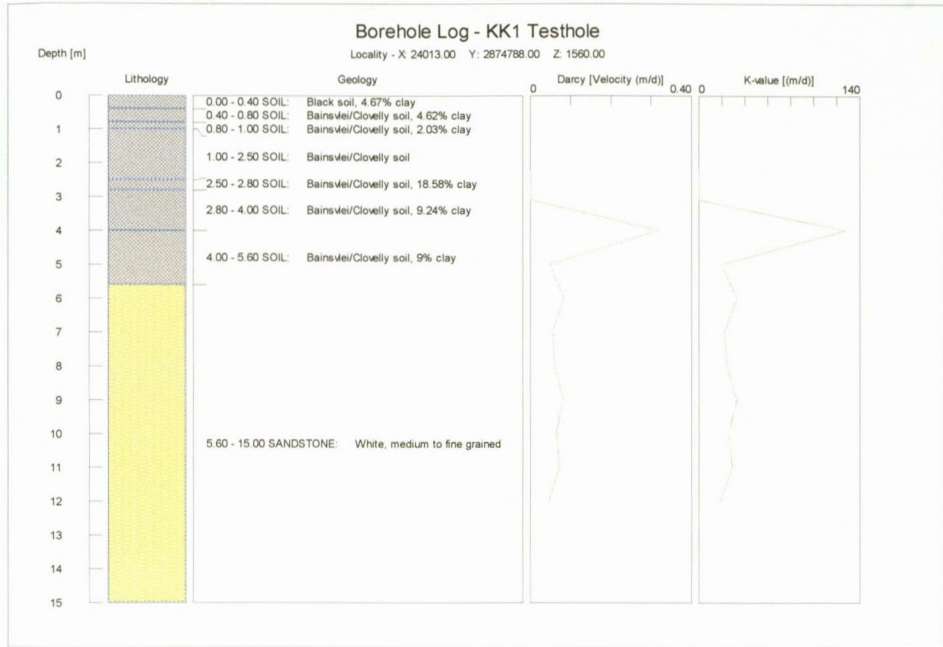 Borehole Log - KK1 Testhole
Depth [m]
Locality - X: 24013.00 Y: 2874788.00 Z: 1560.00
Lithology Geology Darcy [Velocity (m/d)] K-value [(m/d)]
0 0.40 0 140
0
1
2
3
4
5
6
7
8
9
10
11
12
13
14
15
0.00 - 0.40 SOIL: Black soil, 4.67% clay
0.40 - 0.80 SOIL: Bainsvlei/Clovelly soil, 4.62% clay
0.80 - 1.00 SOIL: Bainsvlei/Clovelly soil, 2.03% clay
1.00 - 2.50 SOIL: Bainsvlei/Clovelly soil
2.50 - 2.80 SOIL: Bainsvlei/Clovelly soil, 18.58% clay
2.80 - 4.00 SOIL: Bainsvlei/Clovelly soil, 9.24% clay
4.00 - 5.60 SOIL: Bainsvlei/Clovelly soil, 9% clay
5.60 - 15.00 SANDSTONE: White, medium to fine grained